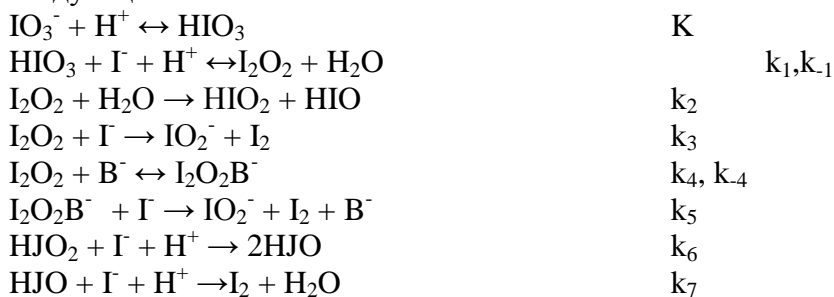 IO₃⁻ + H⁺ ↔ HIO₃ K
HIO₃ + I⁻ + H⁺ ↔I₂O₂ + H₂O k₁,k₋₁
I₂O₂ + H₂O → HIO₂ + HIO k₂
I₂O₂ + I⁻ → IO₂⁻ + I₂ k₃
I₂O₂ + B⁻ ↔ I₂O₂B⁻ k₄, k₋₄
I₂O₂B⁻ + I⁻ → IO₂⁻ + I₂ + B⁻ k₅
HJO₂ + I⁻ + H⁺ → 2HJO k₆
HJO + I⁻ + H⁺ →I₂ + H₂O k₇